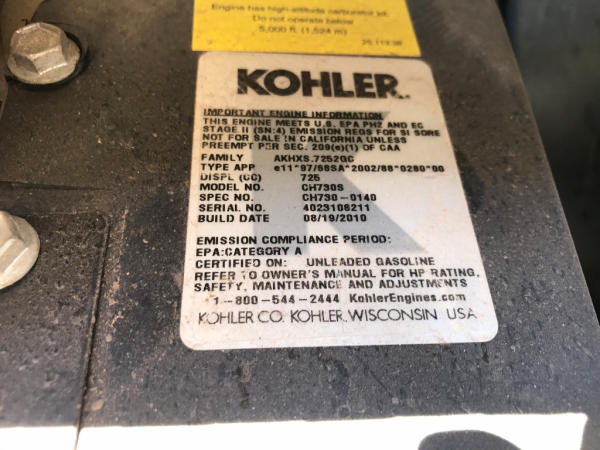 Engine has high-altitude carburetor kit.
Do not operate below
5,000 ft. (1,524 m)
KOHLER.
IMPORTANT ENGINE INFORMATION
THIS ENGINE MEETS U.S. EPA PH2 AND EC
STAGE II (SN:4) EMISSION REGS FOR SI SORE
NOT FOR SALE IN CALIFORNIA UNLESS
PREEMPT PER SEC. 209(e)(1) OF CAA
FAMILY AKHXS.7252GC
TYPE APP e11*97/68SA*2002/88*0280*00
DISPL (CC) 725
MODEL NO. CH730S
SPEC NO. CH730-0140
SERIAL NO. 4023106211
BUILD DATE 08/19/2010
EMISSION COMPLIANCE PERIOD:
EPA:CATEGORY A
CERTIFIED ON: UNLEADED GASOLINE
REFER TO OWNER'S MANUAL FOR HP RATING,
SAFETY, MAINTENANCE AND ADJUSTMENTS
1-800-544-2444 KohlerEngines.com
KOHLER CO. KOHLER, WISCONSIN USA